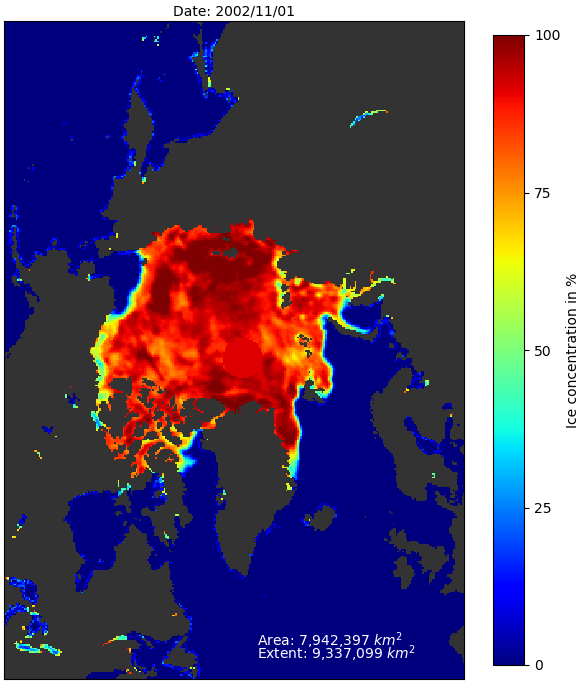 Date: 2002/11/01
100
75
50
25
0
Ice concentration in %
Area: 7,942,397 km²
Extent: 9,337,099 km²